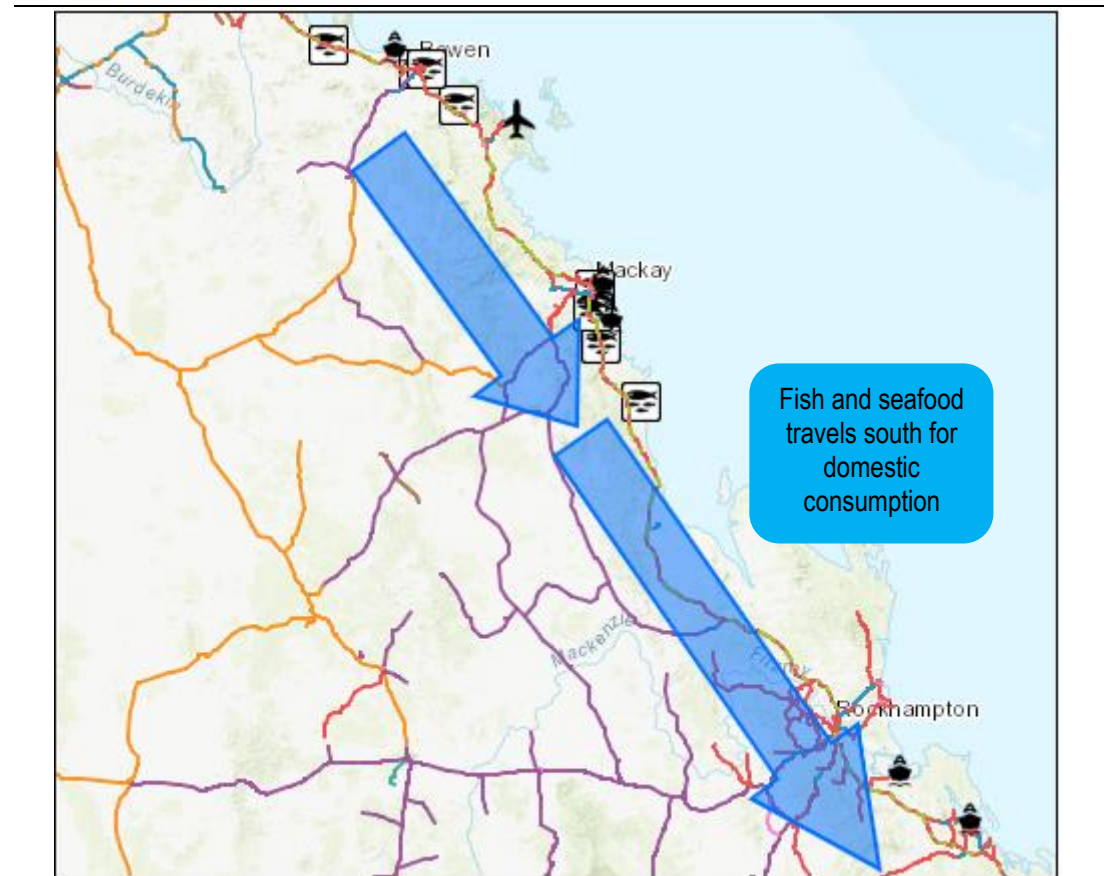 Bowen
Burdekin
Mackay
Fish and seafood
travels south for
domestic
consumption
Mackenzie
Fitzroy
Rockhampton